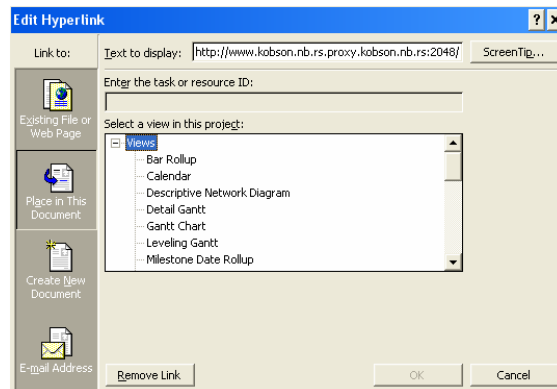 Edit Hyperlink
Link to:
Text to display:
http://www.kobson.nb.rs.proxy.kobson.nb.rs:2048/
ScreenTip...
Existing File or
Web Page
Place in This
Document
Create New
Document
E-mail Address
Enter the task or resource ID:
Select a view in this project:
Views
Bar Rollup
Calendar
Descriptive Network Diagram
Detail Gantt
Gantt Chart
Leveling Gantt
Milestone Date Rollup
Remove Link
OK
Cancel